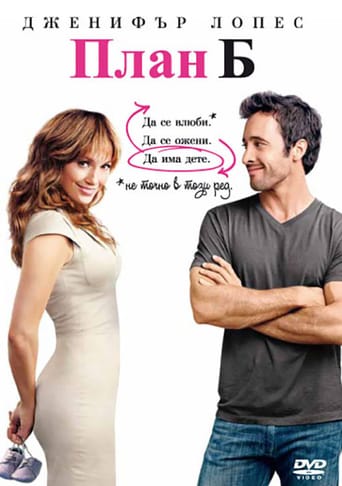 ДЖЕНИФЪР ЛОПЕС
План Б
Да се влюби.*
Да се ожени.
Да има дете.
*не точно в този ред.
DVD
VIDEO